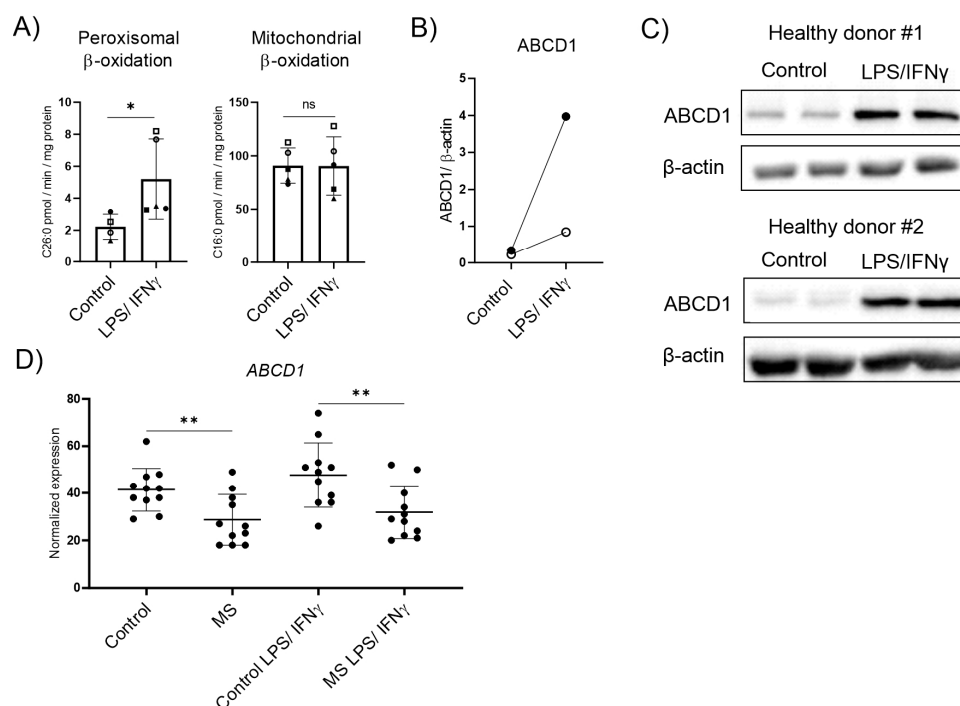 A)
Peroxisomal
β-oxidation
C26:0 pmol / min / mg protein
10
8
6
4
2
0
*
Control
LPS/ IFNγ
Mitochondrial
β-oxidation
C16:0 pmol / min / mg protein
150
100
50
0
ns
Control
LPS/ IFNγ
B)
ABCD1
ABCD1/ β-actin
5
4
3
2
1
0
Control
LPS/ IFNγ
C)
Healthy donor #1
Control LPS/IFNγ
ABCD1
β-actin
Healthy donor #2
Control LPS/IFNγ
ABCD1
β-actin
D)
ABCD1
Normalized expression
80
60
40
20
0
**
**
Control
MS
Control LPS/ IFNγ
MS LPS/ IFNγ